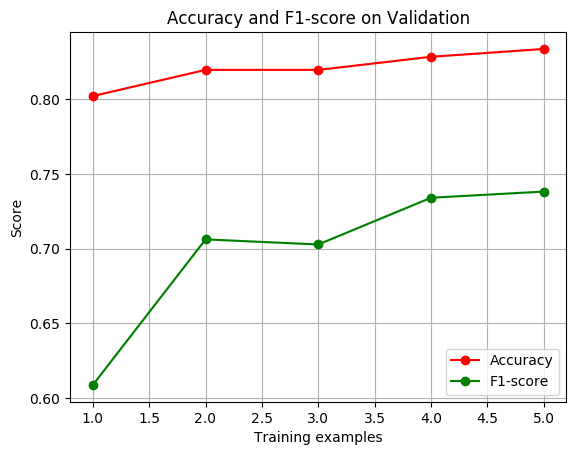 Accuracy and F1-score on Validation
0.80
0.75
0.70
0.65
0.60
Score
1.0 1.5 2.0 2.5 3.0 3.5 4.0 4.5 5.0
Training examples
Accuracy
F1-score